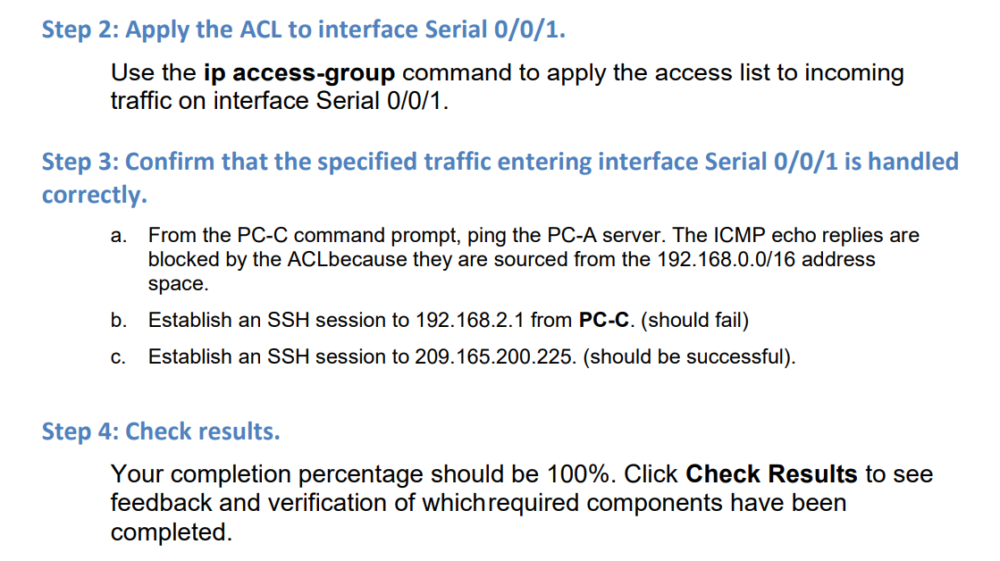 Step 2: Apply the ACL to interface Serial 0/0/1.
Use the ip access-group command to apply the access list to incoming
traffic on interface Serial 0/0/1.
Step 3: Confirm that the specified traffic entering interface Serial 0/0/1 is handled
correctly.
a. From the PC-C command prompt, ping the PC-A server. The ICMP echo replies are
blocked by the ACLbecause they are sourced from the 192.168.0.0/16 address
space.
b. Establish an SSH session to 192.168.2.1 from PC-C. (should fail)
c. Establish an SSH session to 209.165.200.225. (should be successful).
Step 4: Check results.
Your completion percentage should be 100%. Click Check Results to see
feedback and verification of whichrequired components have been
completed.